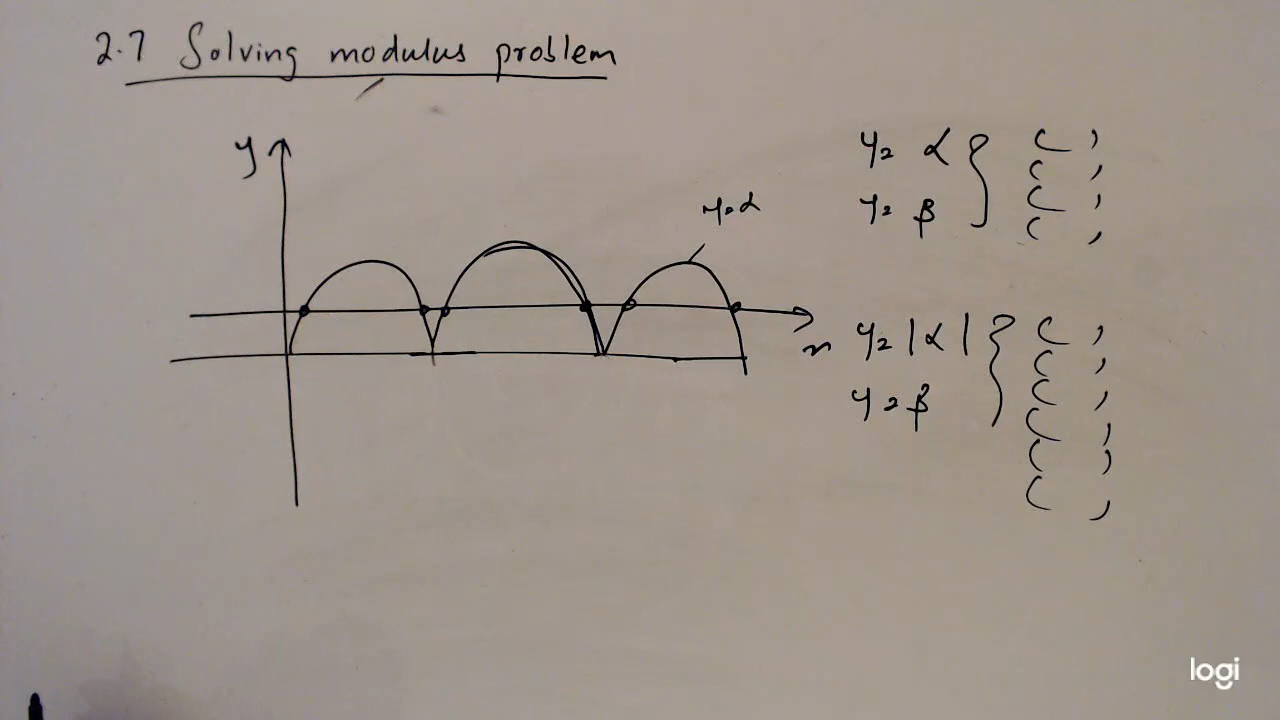 2.7 Solving modulus problem
y
y=α
x
y= α } ( )
y= β ( )
( )
( )
y= |α| } ( )
y= β ( )
( )
( )
( )
( )
logi